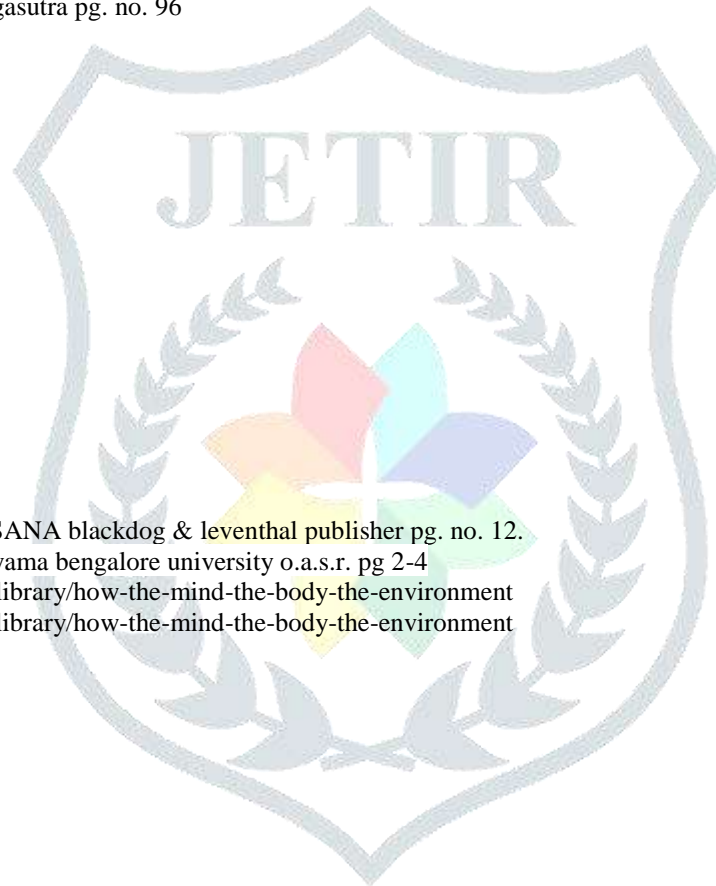 gasutra pg. no. 96
JETIR
SANA blackdog & leventhal publisher pg. no. 12.
yama bengalore university o.a.s.r. pg 2-4
library/how-the-mind-the-body-the-environment
library/how-the-mind-the-body-the-environment